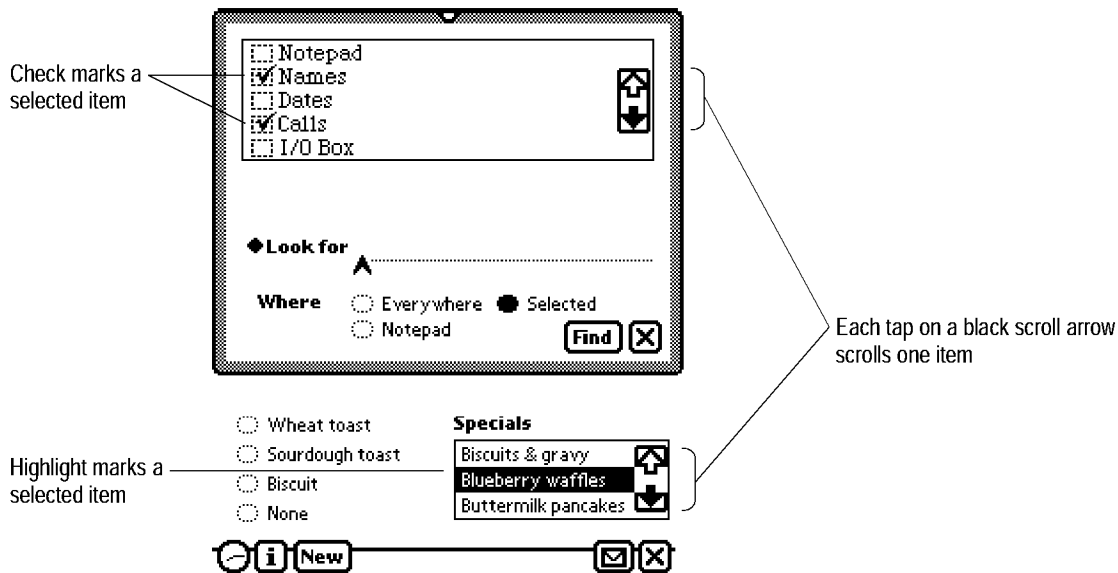 Notepad
Names
Dates
Calls
I/O Box
Check marks a
selected item
Look for
Where
Everywhere
Selected
Notepad
Find
Each tap on a black scroll arrow
scrolls one item
Wheat toast
Sourdough toast
Biscuit
None
Specials
Biscuits & gravy
Blueberry waffles
Buttermilk pancakes
Highlight marks a
selected item
i
New